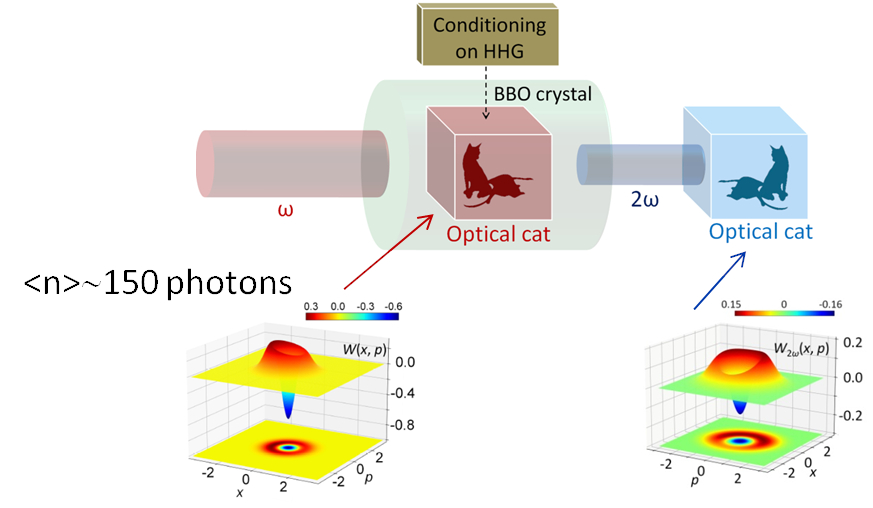 Conditioning
on HHG
BBO crystal
ω
2ω
Optical cat
Optical cat
<n>~150 photons
0.3 0.0 -0.3 -0.6
W(x, p)
0.0
-0.4
-0.8
-2 0 2
x
-2 0 2
p
0.15 0 -0.16
W2ω(x, p)
0.2
0.0
-0.2
-2 0 2
p
-2 0 2
x